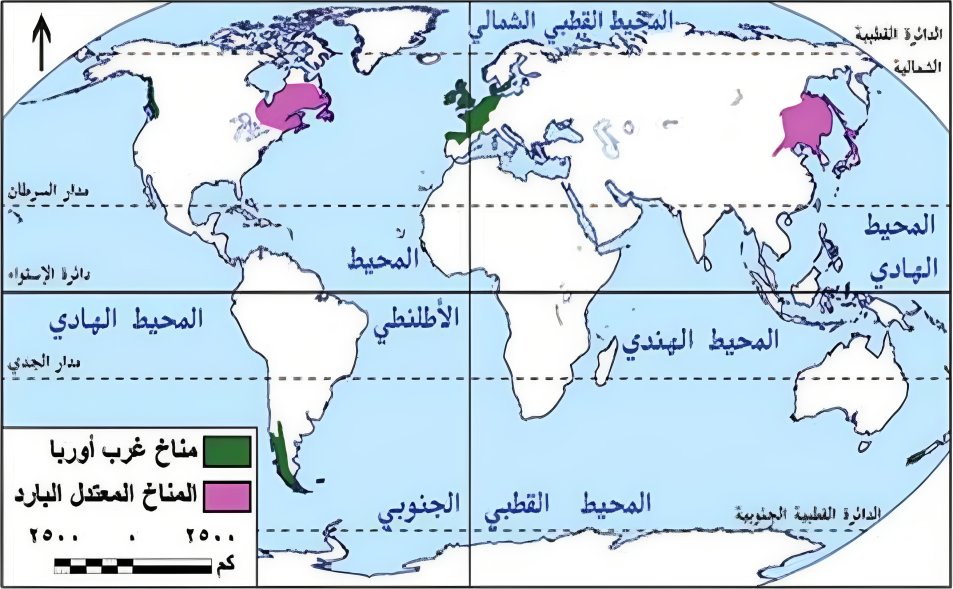 المحيط القطبي الشمالي
الدائرة القطبية
الشمالية
مدار السرطان
المحيط
الهادي
المحيط
دائرة الإستواء
الأطلنطي
المحيط الهادي
المحيط الهندي
مدار الجدي
مناخ غرب أوربا
المناخ المعتدل البارد
٢٥٠٠ ٠ ٢٥٠٠
كم
المحيط القطبي الجنوبي
الدائرة القطبية الجنوبية